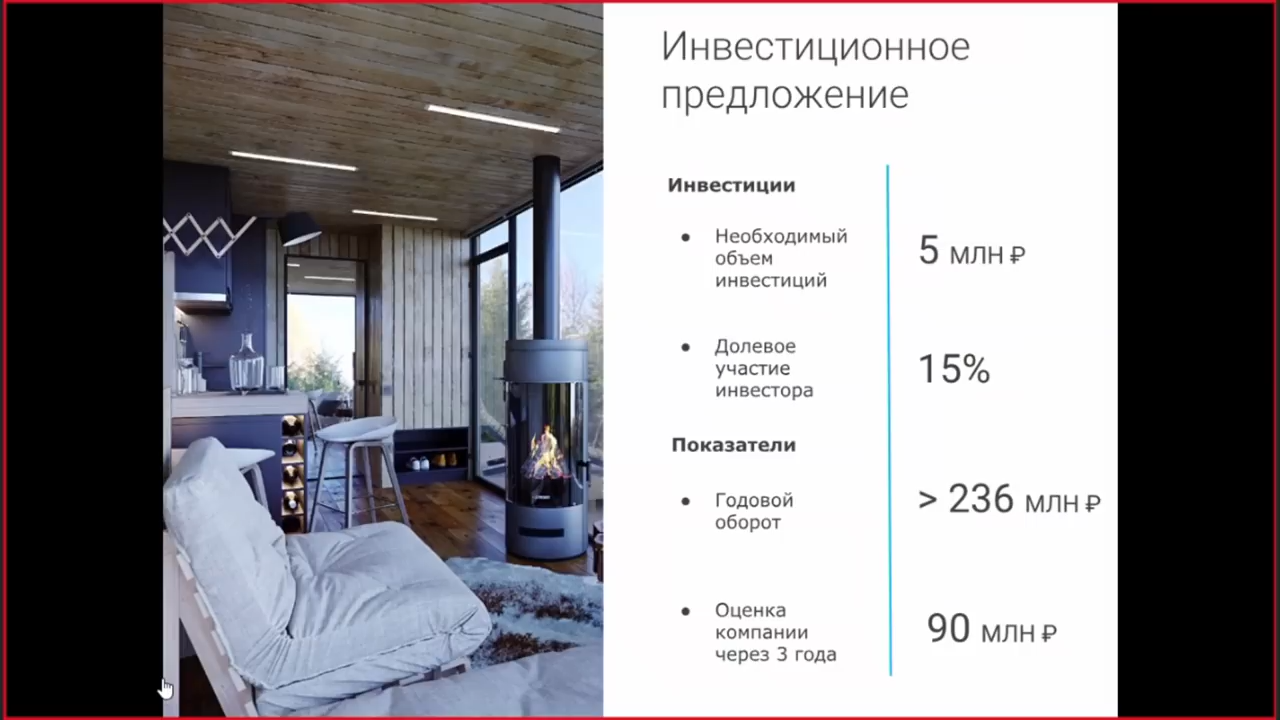 Инвестиционное
предложение
Инвестиции
● Необходимый
объем
инвестиций
5 млн ₽
● Долевое
участие
инвестора
15%
Показатели
● Годовой
оборот
> 236 млн ₽
● Оценка
компании
через 3 года
90 млн ₽